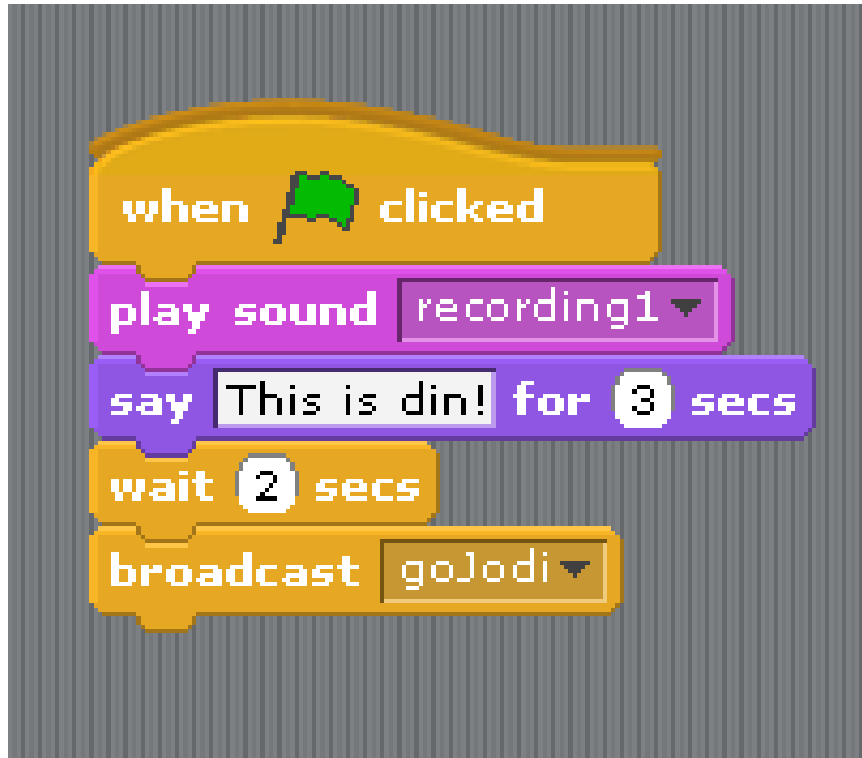 when clicked
play sound recording1
say This is din! for 3 secs
wait 2 secs
broadcast goJodi